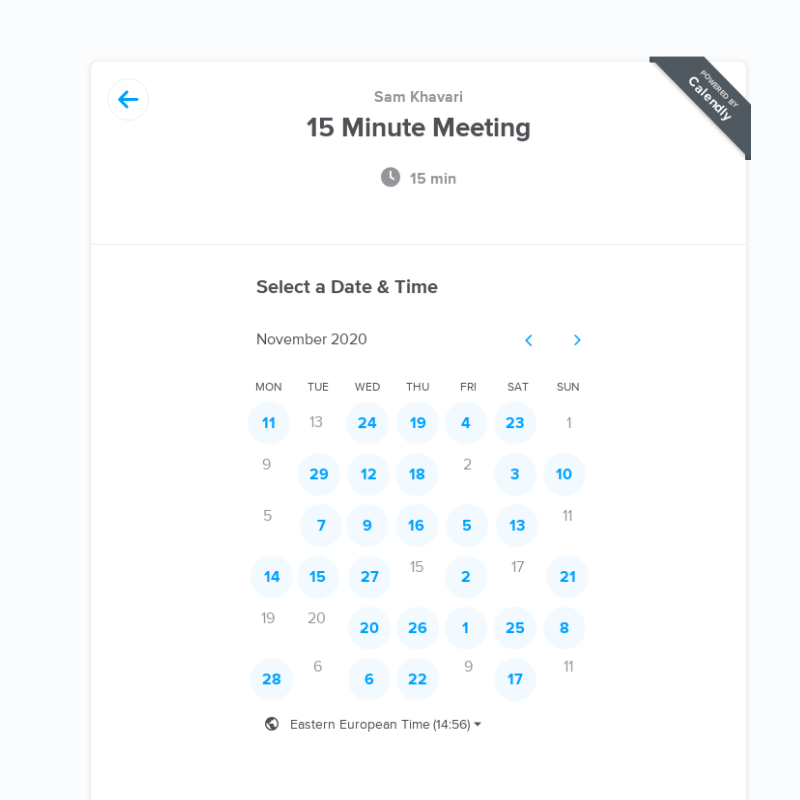 POWERED BY
Calendly
Sam Khavari
15 Minute Meeting
15 min
Select a Date & Time
November 2020
MON TUE WED THU FRI SAT SUN
11 13 24 19 4 23 1
9 29 12 18 2 3 10
5 7 9 16 5 13 11
14 15 27 15 2 17 21
19 20 20 26 1 25 8
28 6 6 22 9 17 11
Eastern European Time (14:56)